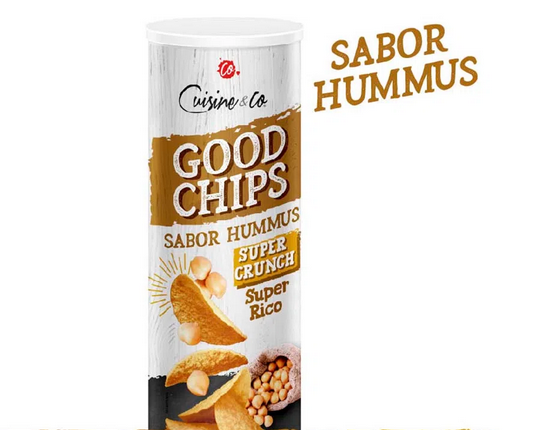 Co
Cuisine & Co
GOOD
CHIPS
SABOR HUMMUS
SUPER
CRUNCH
Super
Rico
SABOR
HUMMUS